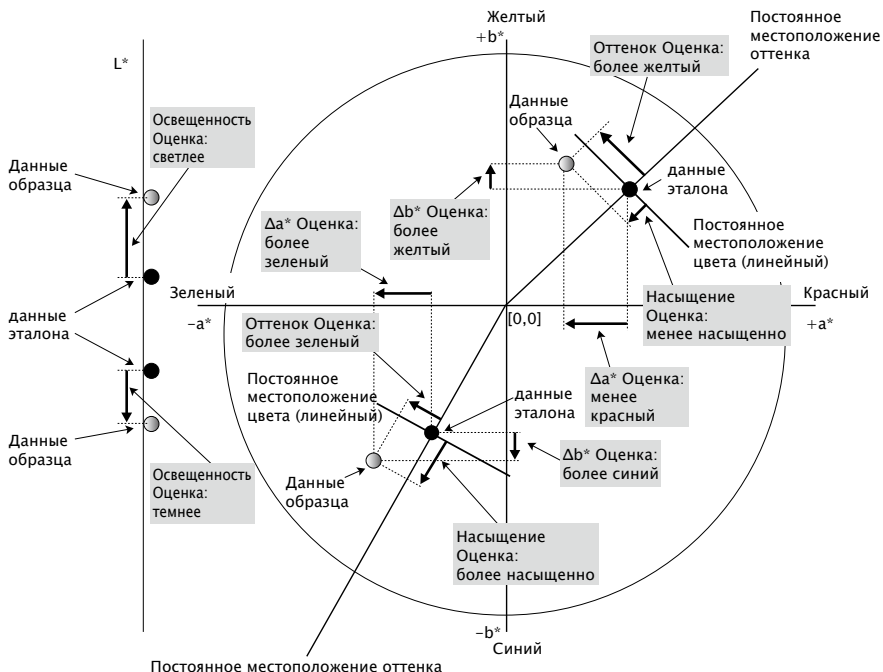 Желтый
+b*
Постоянное
местоположение
оттенка
L*
Оттенок Оценка:
более желтый
Освещенность
Оценка:
светлее
Данные
образца
Данные
образца
данные
эталона
Δb* Оценка:
более
желтый
Δa* Оценка:
более
зеленый
Постоянное
местоположение
цвета (линейный)
Зеленый
-a*
[0,0]
Насыщение
Оценка:
менее насыщенно
Красный
+a*
данные
эталона
Оттенок Оценка:
более зеленый
Δa* Оценка:
менее
красный
Постоянное
местоположение
цвета (линейный)
данные
эталона
Δb* Оценка:
более синий
Данные
образца
Освещенность
Оценка:
темнее
Данные
образца
Насыщение
Оценка:
более насыщенно
-b*
Синий
Постоянное местоположение оттенка